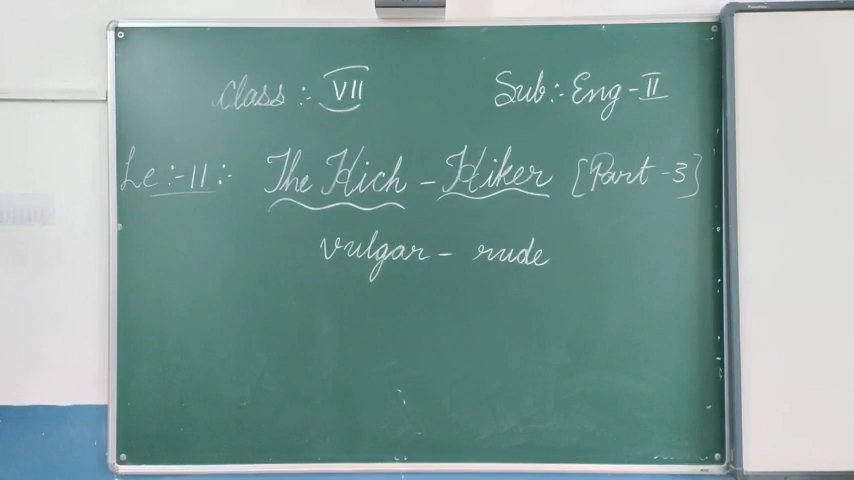 Class :- VII Sub:- Eng-II
Le :-11 :- The Hich - Hiker [Part -3]
vulgar - rude